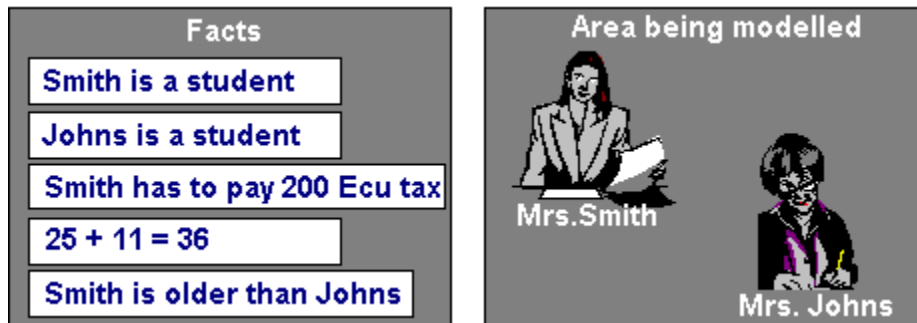 Facts
Smith is a student
Johns is a student
Smith has to pay 200 Ecu tax
25 + 11 = 36
Smith is older than Johns
Area being modelled
Mrs.Smith
Mrs. Johns